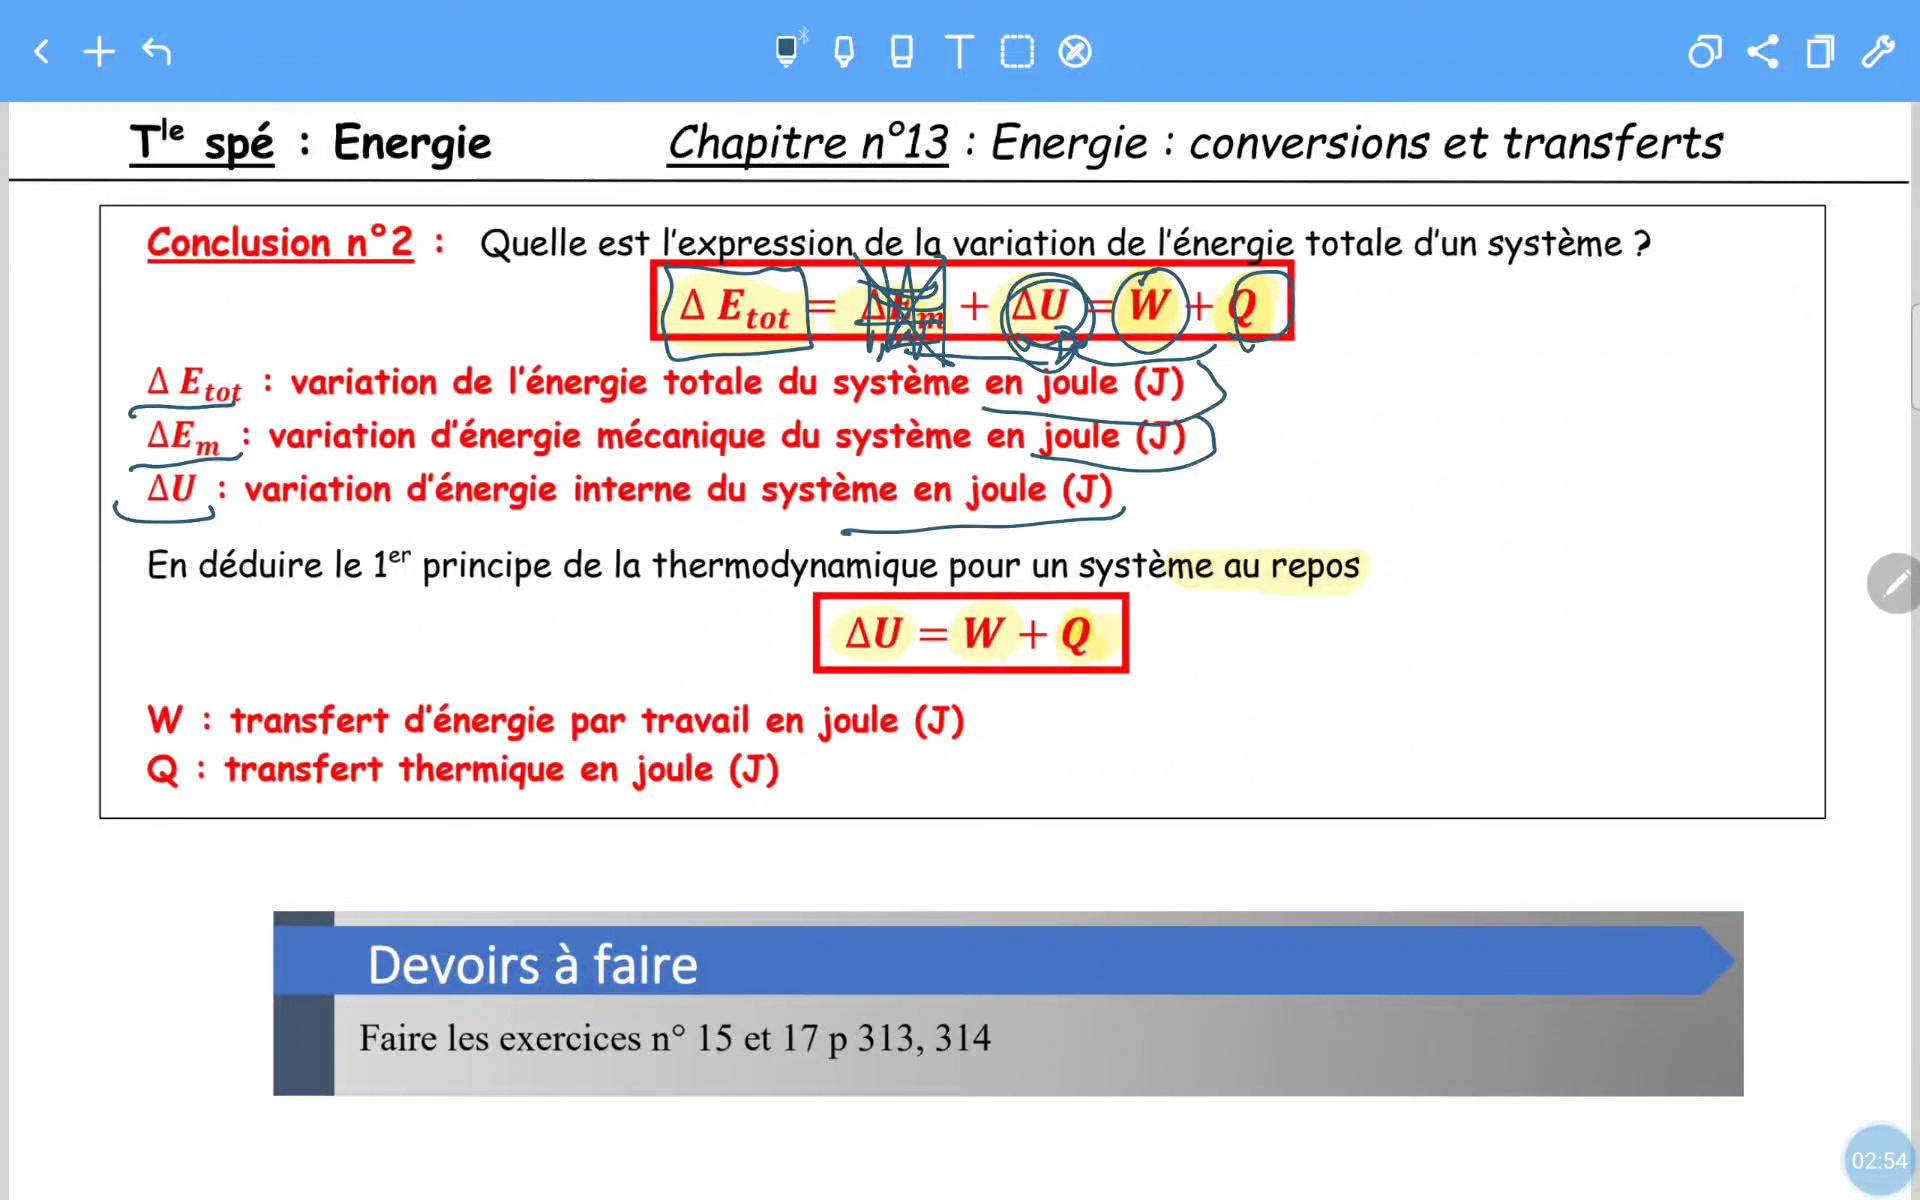 Tle spé : Energie Chapitre n°13 : Energie : conversions et transferts
Conclusion n°2 : Quelle est l'expression de la variation de l'énergie totale d'un système ?
Δ Etot = ΔEm + ΔU = W + Q
Δ Etot : variation de l'énergie totale du système en joule (J)
ΔEm : variation d'énergie mécanique du système en joule (J)
ΔU : variation d'énergie interne du système en joule (J)
En déduire le 1er principe de la thermodynamique pour un système au repos
ΔU = W + Q
W : transfert d'énergie par travail en joule (J)
Q : transfert thermique en joule (J)
Devoirs à faire
Faire les exercices n° 15 et 17 p 313, 314
02:54